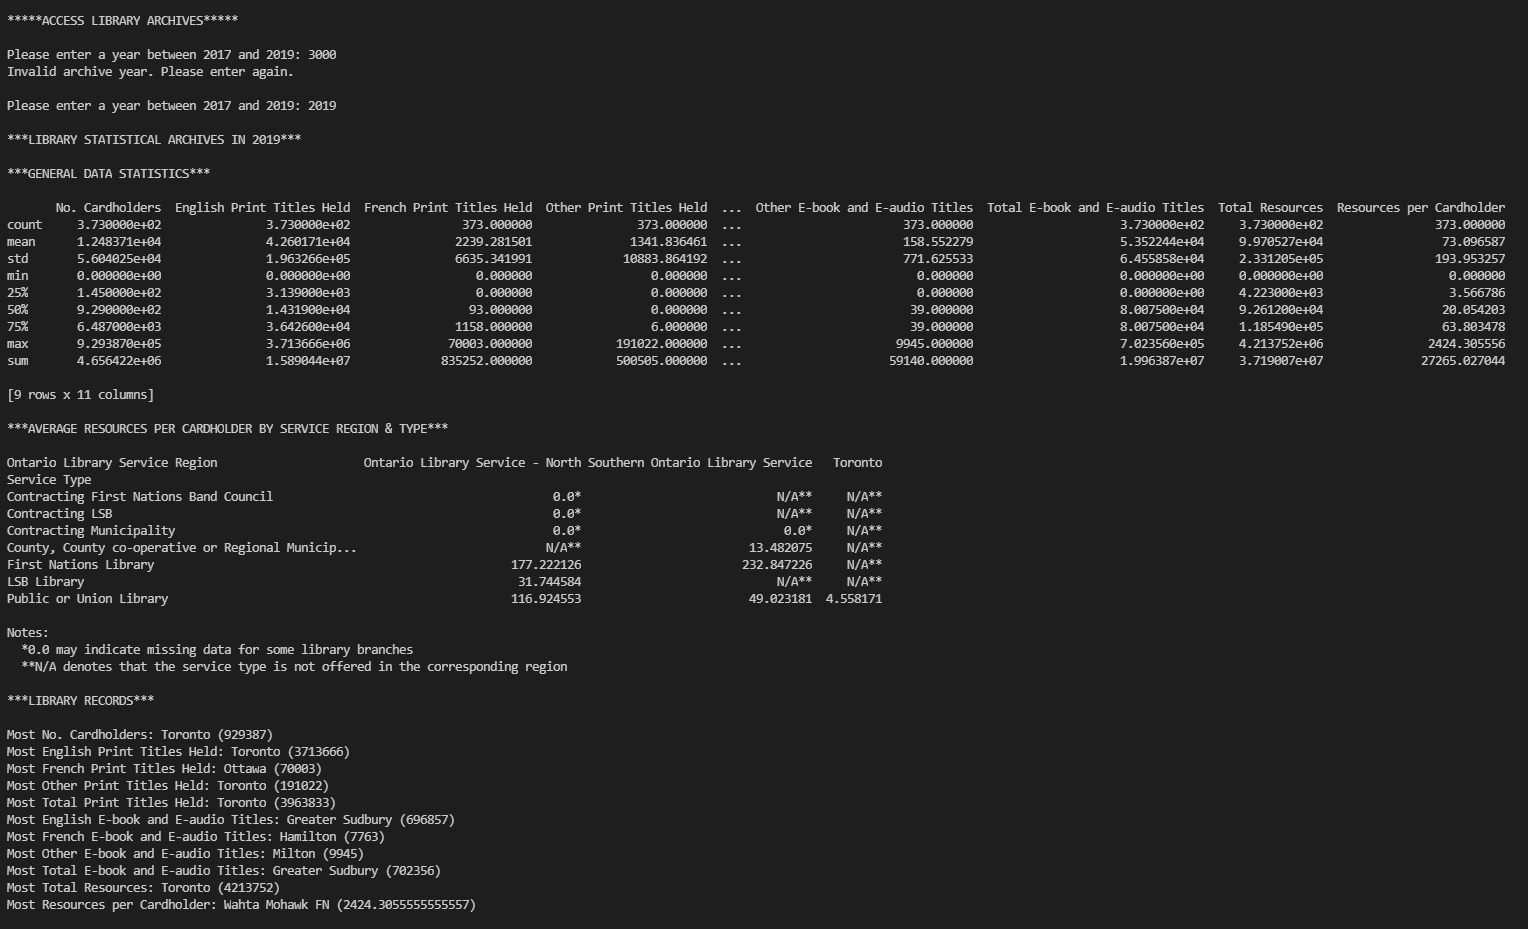 *****ACCESS LIBRARY ARCHIVES*****
Please enter a year between 2017 and 2019: 3000
Invalid archive year. Please enter again.
Please enter a year between 2017 and 2019: 2019
***LIBRARY STATISTICAL ARCHIVES IN 2019***
***GENERAL DATA STATISTICS***
No. Cardholders English Print Titles Held French Print Titles Held Other Print Titles Held ... Other E-book and E-audio Titles Total E-book and E-audio Titles Total Resources Resources per Cardholder
count 3.730000e+02 3.730000e+02 373.000000 373.000000 ... 373.000000 3.730000e+02 3.730000e+02 373.000000
mean 1.248371e+04 4.260171e+04 2239.281501 1341.836461 ... 158.552279 5.352244e+04 9.970527e+04 73.096587
std 5.604025e+04 1.963266e+05 6635.341991 10883.864192 ... 771.625533 6.455858e+04 2.331205e+05 193.953257
min 0.000000e+00 0.000000e+00 0.000000 0.000000 ... 0.000000 0.000000e+00 0.000000e+00 0.000000
25% 1.450000e+02 3.139000e+03 0.000000 0.000000 ... 0.000000 0.000000e+00 4.223000e+03 3.566786
50% 9.290000e+02 1.431900e+04 93.000000 0.000000 ... 39.000000 8.007500e+04 9.261200e+04 20.054203
75% 6.487000e+03 3.642600e+04 1158.000000 6.000000 ... 39.000000 8.007500e+04 1.185490e+05 63.803478
max 9.293870e+05 3.713666e+06 70003.000000 191022.000000 ... 9945.000000 7.023560e+05 4.213752e+06 2424.305556
sum 4.656422e+06 1.589044e+07 835252.000000 500505.000000 ... 59140.000000 1.996387e+07 3.719007e+07 27265.027044
[9 rows x 11 columns]
***AVERAGE RESOURCES PER CARDHOLDER BY SERVICE REGION & TYPE***
Ontario Library Service Region Ontario Library Service - North Southern Ontario Library Service Toronto
Service Type
Contracting First Nations Band Council 0.0* N/A** N/A**
Contracting LSB 0.0* N/A** N/A**
Contracting Municipality 0.0* 0.0* N/A**
County, County co-operative or Regional Municip... N/A** 13.482075 N/A**
First Nations Library 177.222126 232.847226 N/A**
LSB Library 31.744584 N/A** N/A**
Public or Union Library 116.924553 49.023181 4.558171
Notes:
*0.0 may indicate missing data for some library branches
**N/A denotes that the service type is not offered in the corresponding region
***LIBRARY RECORDS***
Most No. Cardholders: Toronto (929387)
Most English Print Titles Held: Toronto (3713666)
Most French Print Titles Held: Ottawa (70003)
Most Other Print Titles Held: Toronto (191022)
Most Total Print Titles Held: Toronto (3963833)
Most English E-book and E-audio Titles: Greater Sudbury (696857)
Most French E-book and E-audio Titles: Hamilton (7763)
Most Other E-book and E-audio Titles: Milton (9945)
Most Total E-book and E-audio Titles: Greater Sudbury (702356)
Most Total Resources: Toronto (4213752)
Most Resources per Cardholder: Wahta Mohawk FN (2424.3055555555557)